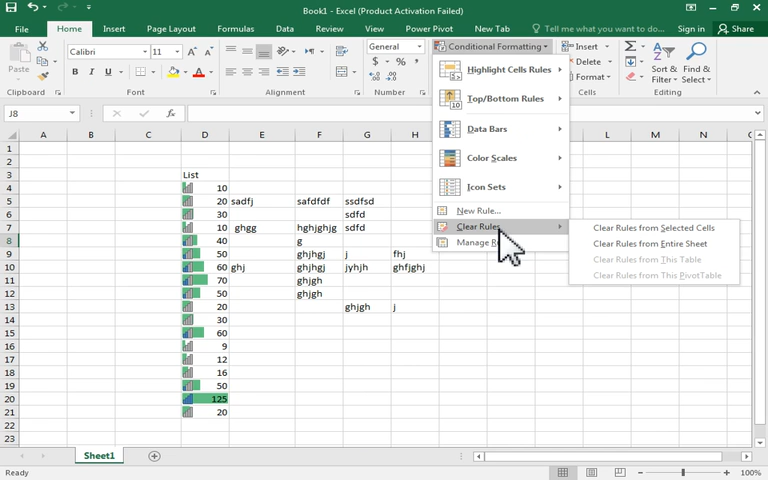 Book1 - Excel (Product Activation Failed)
Sign in
File Home Insert Page Layout Formulas Data Review View Power Pivot New Tab Tell me what you want to do... Share
Paste
Calibri 11
B I U
General
$ % ,
Conditional Formatting
Insert
Delete
Format
Sort & Filter
Find & Select
Clipboard Font Alignment Number Cells Editing
J8 fx
A B C D E F G H L M N
1
2
3 List
4 10
5 20 sadfj safdfdf ssdfsd
6 30 sdfd
7 10 ghgg hghjghjg sdfd
8 40 g
9 50 ghjhgj j fhj
10 60 ghj ghjhgj jyhjh ghfjghj
11 70 ghjgh
12 50 ghjgh
13 20 ghjgh j
14 30
15 60
16 9
17 12
18 16
19 50
20 125
21 20
22
23
Highlight Cells Rules
Top/Bottom Rules
Data Bars
Color Scales
Icon Sets
New Rule...
Clear Rules
Manage
Clear Rules from Selected Cells
Clear Rules from Entire Sheet
Clear Rules from This Table
Clear Rules from This PivotTable
Sheet1
Ready
100%